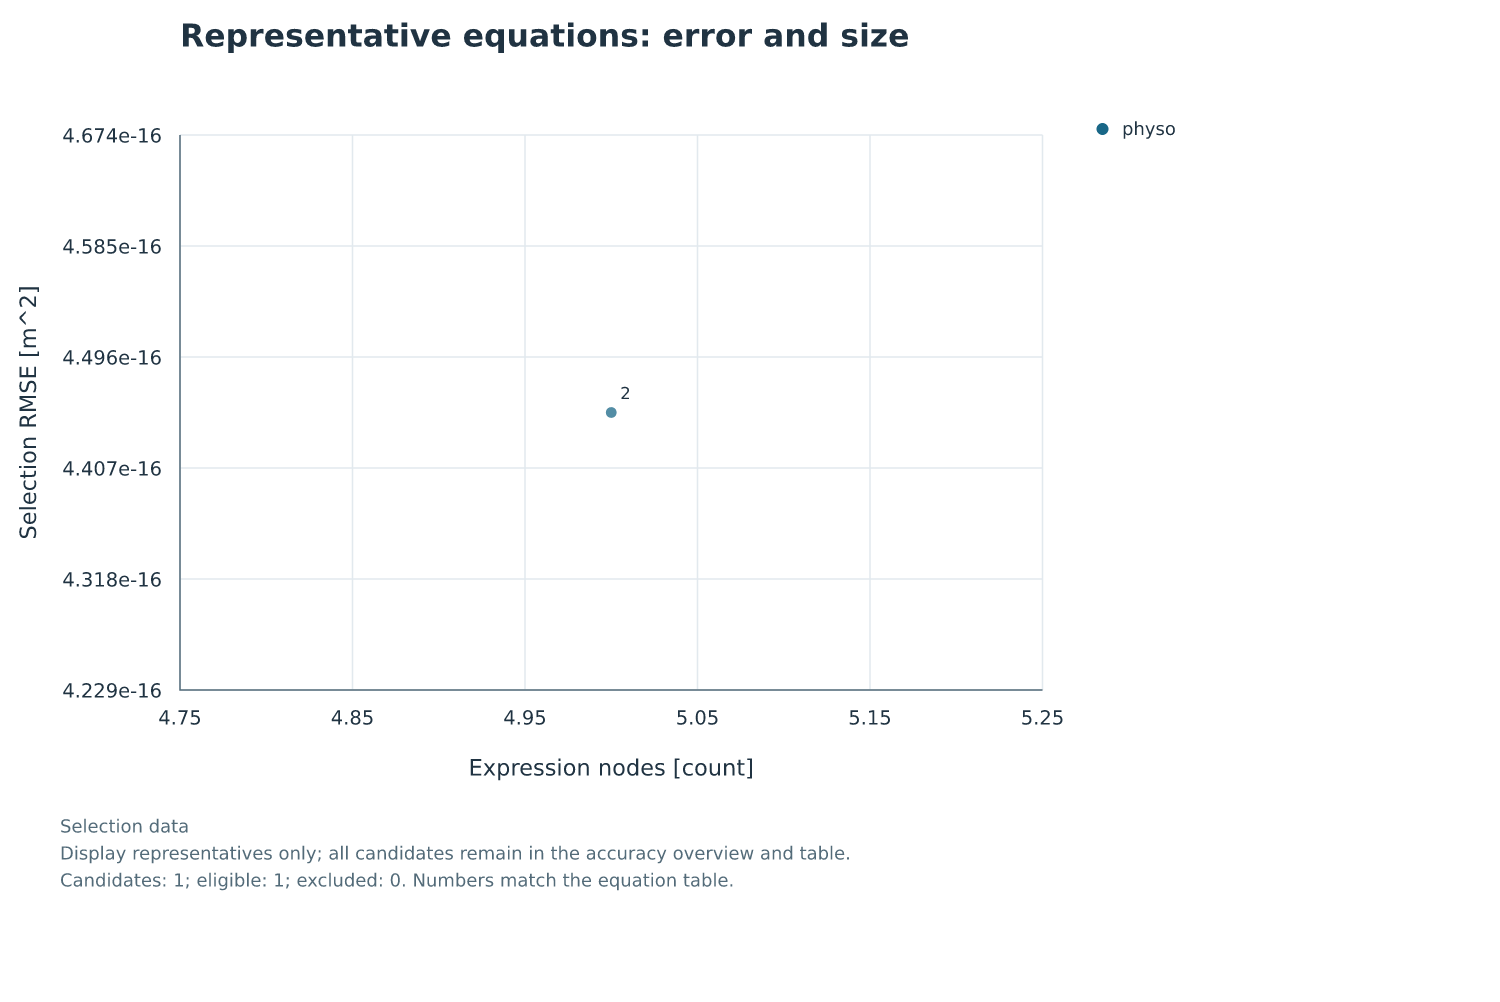 Representative equations: error and size
physo
4.674e-16
4.585e-16
4.496e-16
4.407e-16
4.318e-16
4.229e-16
Selection RMSE [m^2]
2
4.75 4.85 4.95 5.05 5.15 5.25
Expression nodes [count]
Selection data
Display representatives only; all candidates remain in the accuracy overview and table.
Candidates: 1; eligible: 1; excluded: 0. Numbers match the equation table.